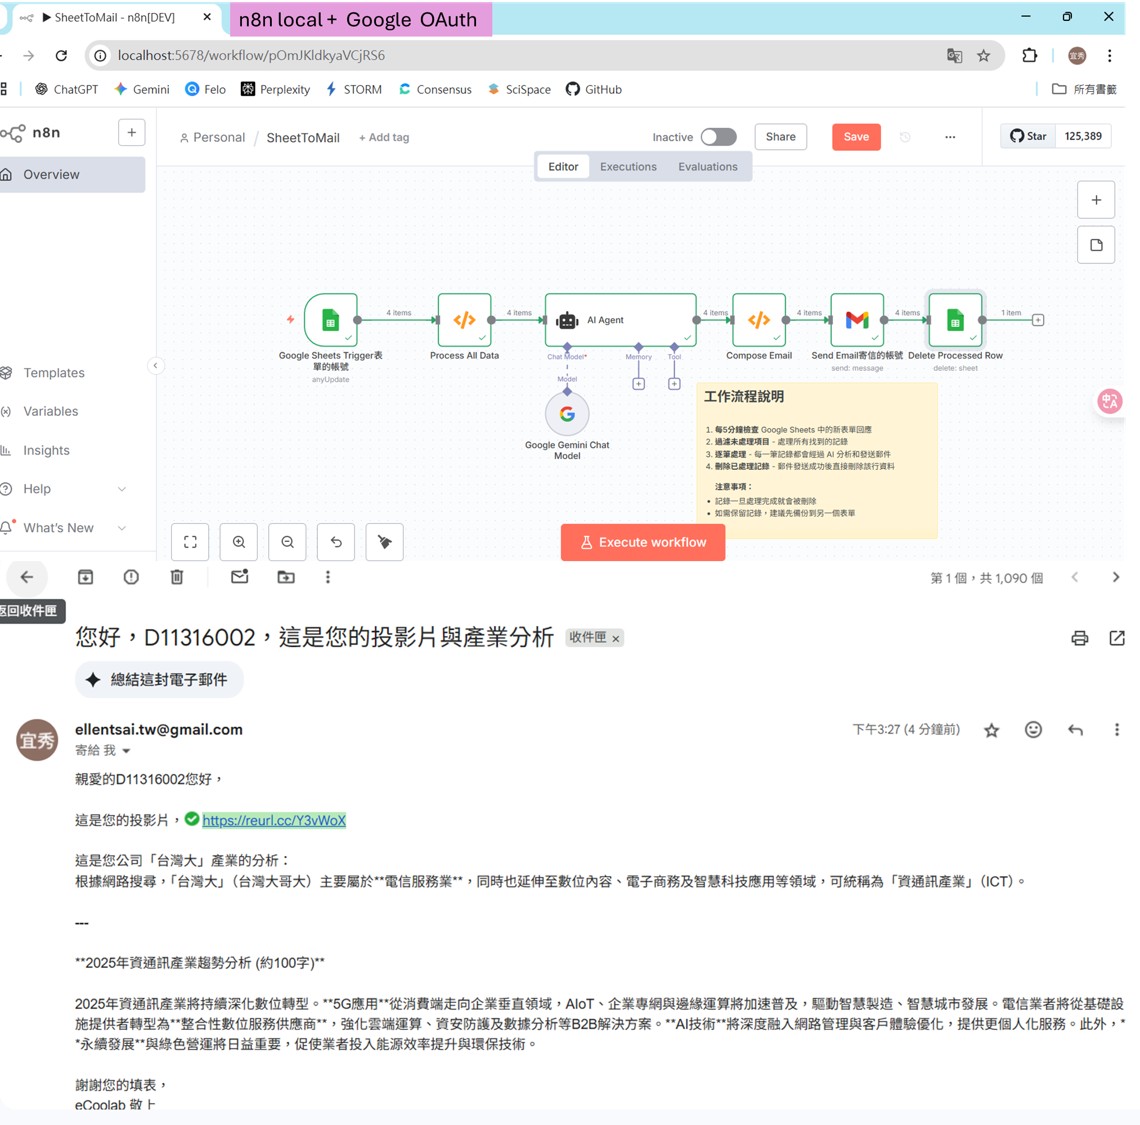 SheetToMail - n8n[DEV]
n8n local + Google OAuth
localhost:5678/workflow/pOmJKldkyaVCjRS6
ChatGPT
Gemini
Felo
Perplexity
STORM
Consensus
SciSpace
GitHub
所有書籤
n8n
Personal / SheetToMail + Add tag
Inactive
Share
Save
Star 125,389
Overview
Editor
Executions
Evaluations
4 items
4 items
4 items
4 items
4 items
1 item
AI Agent
Chat Model*
Memory
Tool
Model
Google Sheets Trigger表單的帳號
anyUpdate
Process All Data
Compose Email
Send Email寄信的帳號
send: message
Delete Processed Row
delete: sheet
Google Gemini Chat Model
工作流程說明
1. 每5分鐘檢查 Google Sheets 中的新表單回應
2. 過濾未處理項目 - 處理所有找到的記錄
3. 逐筆處理 - 每一筆記錄都會經過 AI 分析和發送郵件
4. 刪除已處理記錄 - 郵件發送成功後直接刪除該行資料
注意事項：
• 記錄一旦處理完成就會被刪除
• 如需保留記錄，建議先備份到另一個表單
Templates
Variables
Insights
Help
What's New
Execute workflow
第 1 個，共 1,090 個
返回收件匣
您好，D11316002，這是您的投影片與產業分析
收件匣 ×
總結這封電子郵件
宜秀
ellentsai.tw@gmail.com
下午3:27 (4 分鐘前)
寄給 我
親愛的D11316002您好，
這是您的投影片，https://reurl.cc/Y3vWoX
這是您公司「台灣大」產業的分析：
根據網路搜尋，「台灣大」（台灣大哥大）主要屬於**電信服務業**，同時也延伸至數位內容、電子商務及智慧科技應用等領域，可統稱為「資通訊產業」（ICT）。
---
**2025年資通訊產業趨勢分析 (約100字)**
2025年資通訊產業將持續深化數位轉型。**5G應用**從消費端走向企業垂直領域，AIoT、企業專網與邊緣運算將加速普及，驅動智慧製造、智慧城市發展。電信業者將從基礎設
施提供者轉型為**整合性數位服務供應商**，強化雲端運算、資安防護及數據分析等B2B解決方案。**AI技術**將深度融入網路管理與客戶體驗優化，提供更個人化服務。此外，*
*永續發展**與綠色營運將日益重要，促使業者投入能源效率提升與環保技術。
謝謝您的填表，
eCoolab 敬上